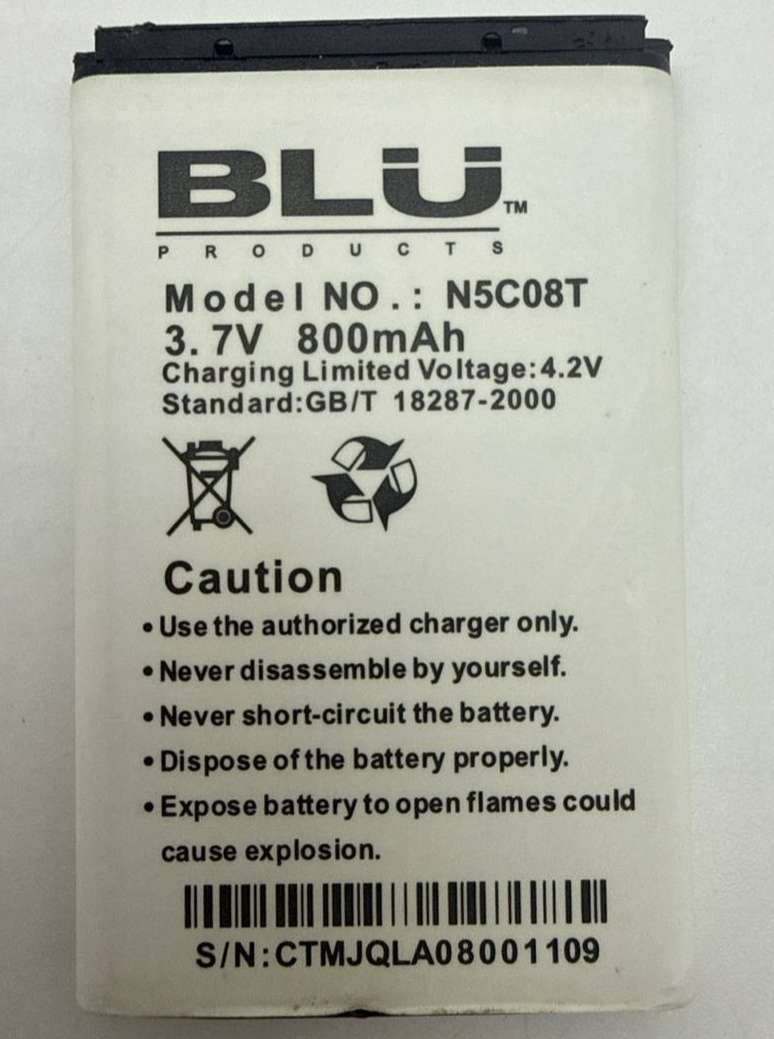 BLU™
PRODUCTS
Model NO.: N5C08T
3.7V 800mAh
Charging Limited Voltage:4.2V
Standard:GB/T 18287-2000
Caution
• Use the authorized charger only.
• Never disassemble by yourself.
• Never short-circuit the battery.
• Dispose of the battery properly.
• Expose battery to open flames could
cause explosion.
S/N:CTMJQLA08001109